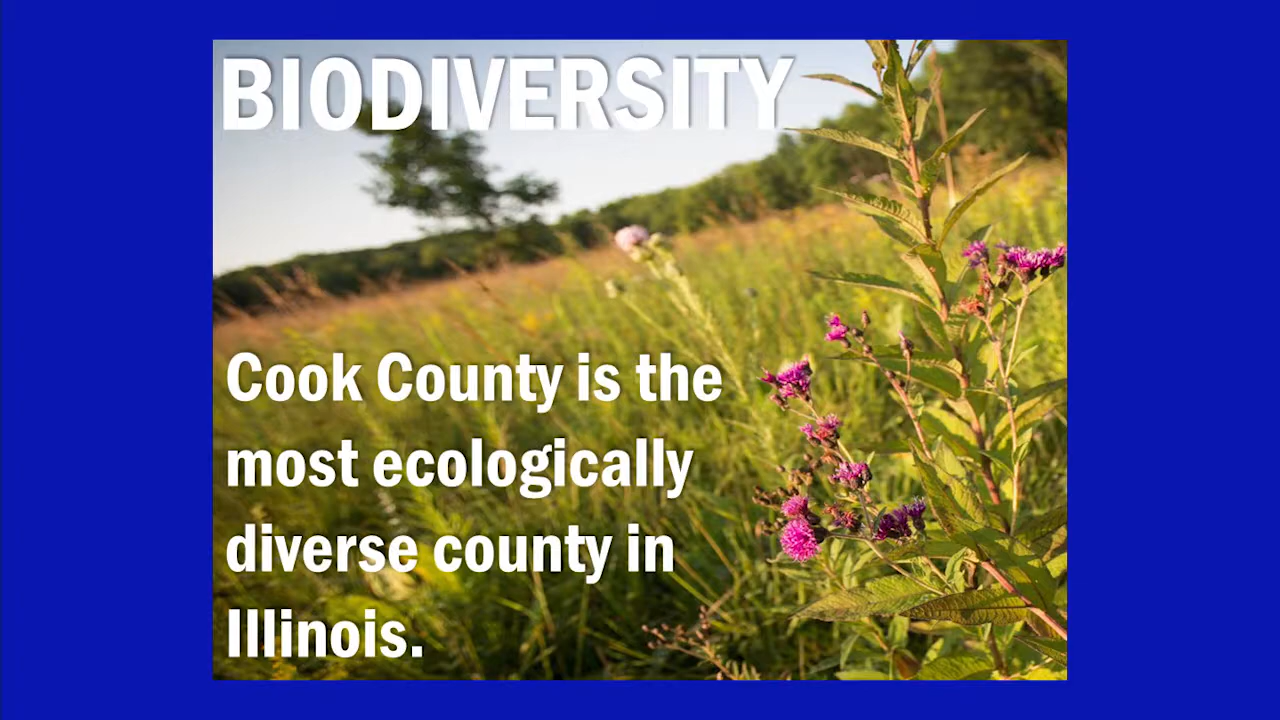 BIODIVERSITY
Cook County is the
most ecologically
diverse county in
Illinois.